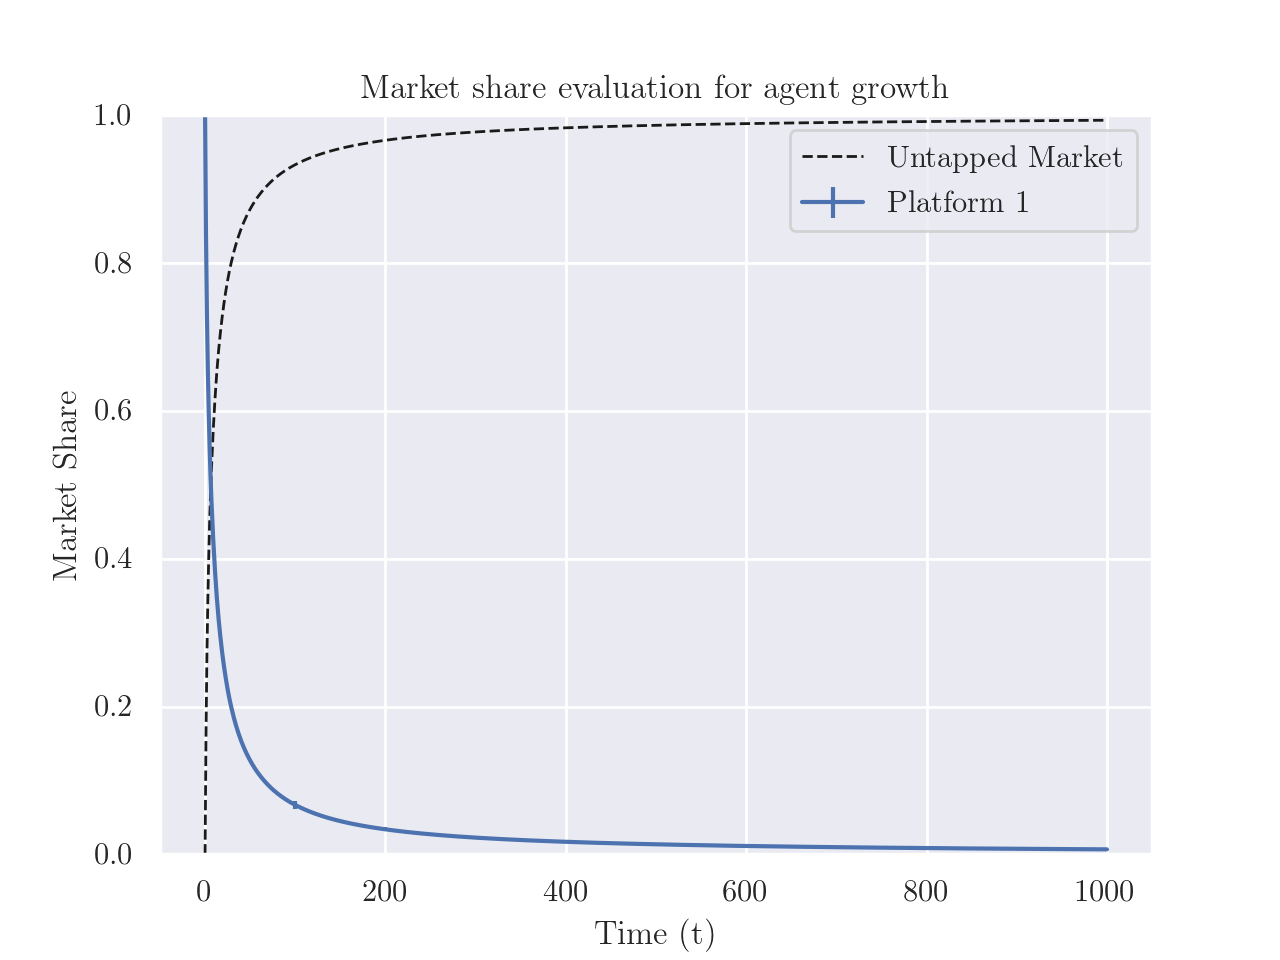 Market share evaluation for agent growth
1.0
Untapped Market
Platform 1
0.8
0.6
Market Share
0.4
0.2
0.0
0 200 400 600 800 1000
Time (t)